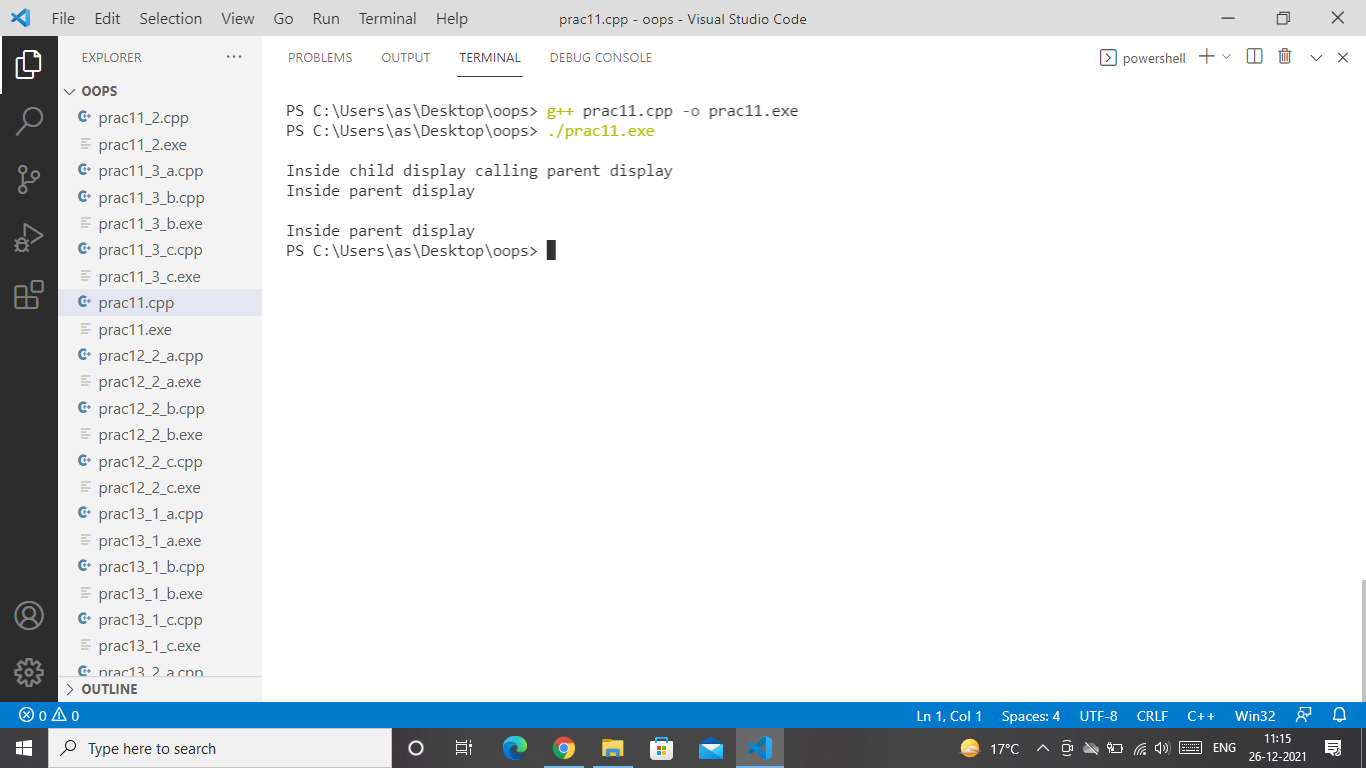 File Edit Selection View Go Run Terminal Help prac11.cpp - oops - Visual Studio Code
EXPLORER
OOPS
prac11_2.cpp
prac11_2.exe
prac11_3_a.cpp
prac11_3_b.cpp
prac11_3_b.exe
prac11_3_c.cpp
prac11_3_c.exe
prac11.cpp
prac11.exe
prac12_2_a.cpp
prac12_2_a.exe
prac12_2_b.cpp
prac12_2_b.exe
prac12_2_c.cpp
prac12_2_c.exe
prac13_1_a.cpp
prac13_1_a.exe
prac13_1_b.cpp
prac13_1_b.exe
prac13_1_c.cpp
prac13_1_c.exe
prac13_2_a.cpp
OUTLINE
PROBLEMS OUTPUT TERMINAL DEBUG CONSOLE powershell
PS C:\Users\as\Desktop\oops> g++ prac11.cpp -o prac11.exe
PS C:\Users\as\Desktop\oops> ./prac11.exe
Inside child display calling parent display
Inside parent display
Inside parent display
PS C:\Users\as\Desktop\oops>
0 0 Ln 1, Col 1 Spaces: 4 UTF-8 CRLF C++ Win32
Type here to search 17°C ENG 11:15
26-12-2021